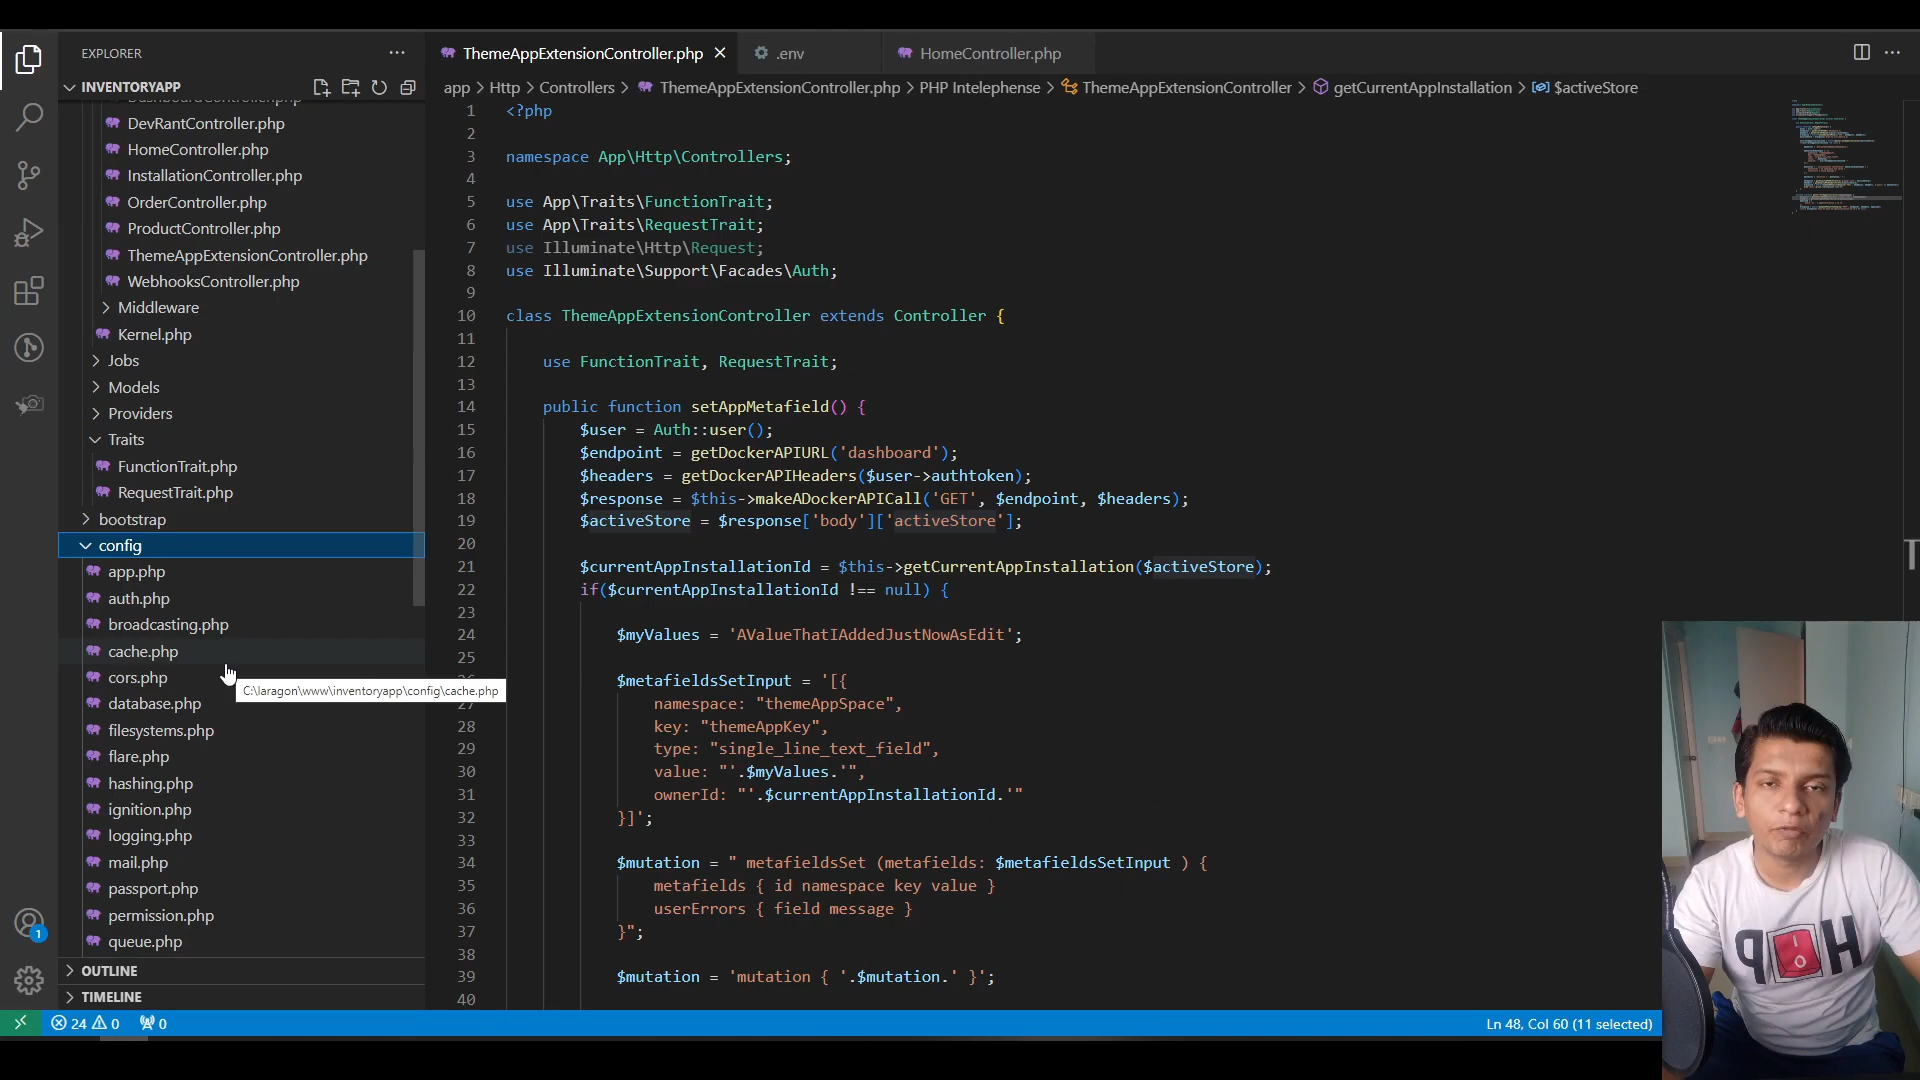 EXPLORER
INVENTORYAPP
DashboardController.php
DevRantController.php
HomeController.php
InstallationController.php
OrderController.php
ProductController.php
ThemeAppExtensionController.php
WebhooksController.php
Middleware
Kernel.php
Jobs
Models
Providers
Traits
FunctionTrait.php
RequestTrait.php
bootstrap
config
app.php
auth.php
broadcasting.php
cache.php
cors.php
database.php
filesystems.php
flare.php
hashing.php
ignition.php
logging.php
mail.php
passport.php
permission.php
queue.php
OUTLINE
TIMELINE
1
C:\laragon\www\inventoryapp\config\cache.php
ThemeAppExtensionController.php
.env
HomeController.php
app > Http > Controllers > ThemeAppExtensionController.php > PHP Intelephense > ThemeAppExtensionController > getCurrentAppInstallation > $activeStore
1 <?php
2
3 namespace App\Http\Controllers;
4
5 use App\Traits\FunctionTrait;
6 use App\Traits\RequestTrait;
7 use Illuminate\Http\Request;
8 use Illuminate\Support\Facades\Auth;
9
10 class ThemeAppExtensionController extends Controller {
11
12 use FunctionTrait, RequestTrait;
13
14 public function setAppMetafield() {
15 $user = Auth::user();
16 $endpoint = getDockerAPIURL('dashboard');
17 $headers = getDockerAPIHeaders($user->authtoken);
18 $response = $this->makeADockerAPICall('GET', $endpoint, $headers);
19 $activeStore = $response['body']['activeStore'];
20
21 $currentAppInstallationId = $this->getCurrentAppInstallation($activeStore);
22 if($currentAppInstallationId !== null) {
23
24 $myValues = 'AValueThatIAddedJustNowAsEdit';
25
26 $metafieldsSetInput = '[{
27 namespace: "themeAppSpace",
28 key: "themeAppKey",
29 type: "single_line_text_field",
30 value: "'.$myValues.'",
31 ownerId: "'.$currentAppInstallationId.'"
32 }]';
33
34 $mutation = " metafieldsSet (metafields: $metafieldsSetInput ) {
35 metafields { id namespace key value }
36 userErrors { field message }
37 }";
38
39 $mutation = 'mutation { '.$mutation.' }';
40
24 0 0
Ln 48, Col 60 (11 selected)